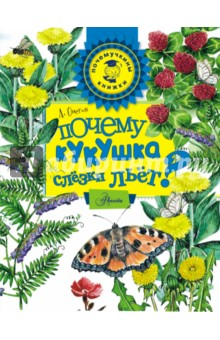 почемучкины
книжки
А. Онегов
почему
кукушка
слёзки льёт?
Аванта